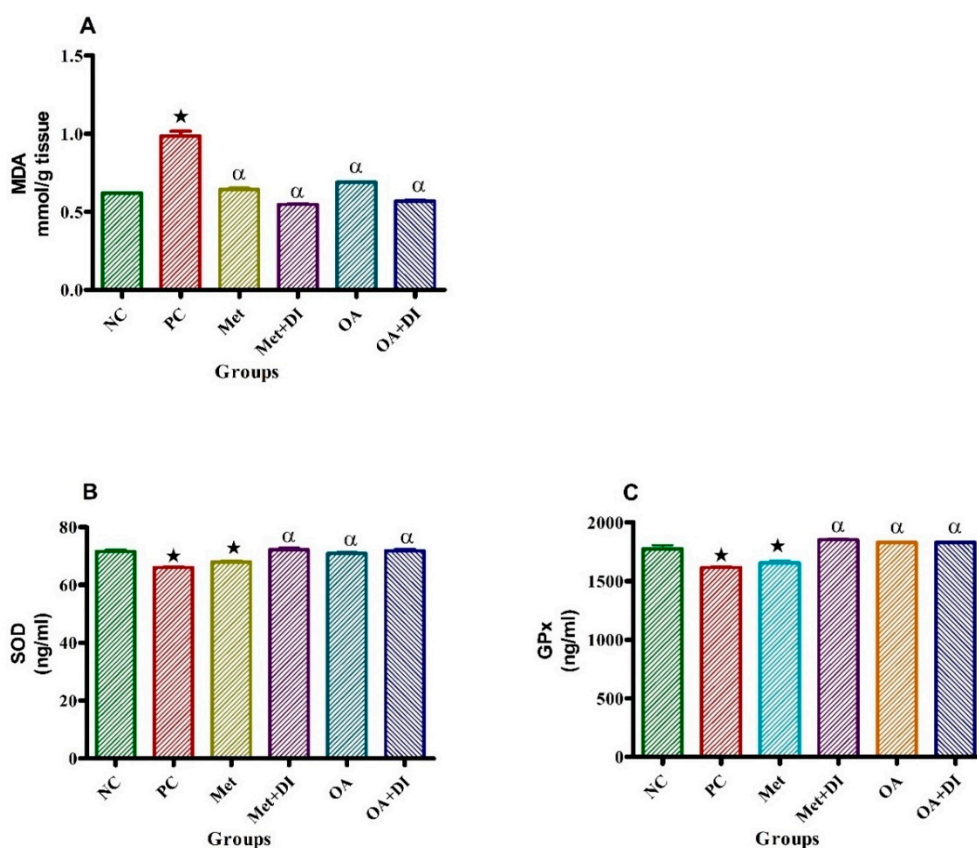 A
MDA
mmol/g tissue
1.5
1.0
0.5
0.0
★
α
α
α
α
NC
PC
Met
Met+DI
OA
OA+DI
Groups
B
SOD
(ng/ml)
80
60
40
20
0
★
★
α
α
α
NC
PC
Met
Met+DI
OA
OA+DI
Groups
C
GPx
(ng/ml)
2000
1500
1000
500
0
★
★
α
α
α
NC
PC
Met
Met+DI
OA
OA+DI
Groups